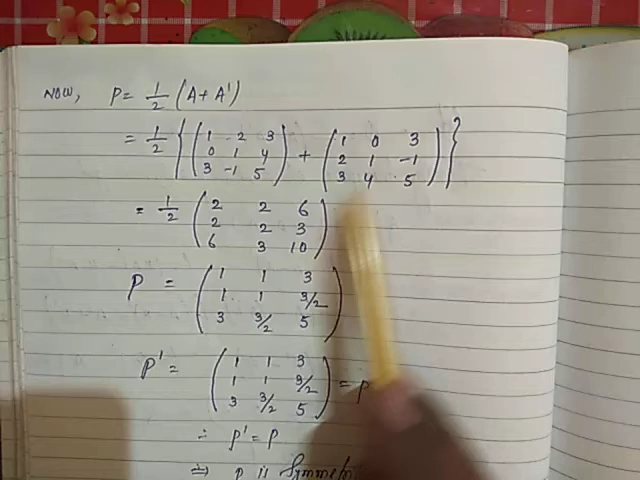 NOW, P = 1/2 (A + A')
= 1/2 { ( 1 -2 3
0 1 4
3 -1 5 ) + ( 1 0 3
2 1 -1
3 4 5 ) }
= 1/2 ( 2 2 6
2 2 3
6 3 10 )
P = ( 1 1 3
1 1 3/2
3 3/2 5 )
P' = ( 1 1 3
1 1 3/2
3 3/2 5 ) = P
∴ P' = P
⇒ P is